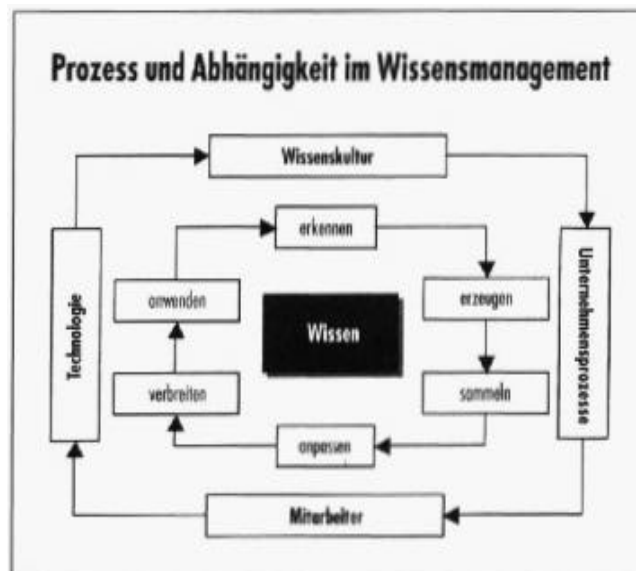 Prozess und Abhängigkeit im Wissensmanagement
Wissenskultur
erkennen
Technologie
anwenden
Wissen
erzeugen
Unternehmensprozesse
verbreiten
sammeln
anpassen
Mitarbeiter